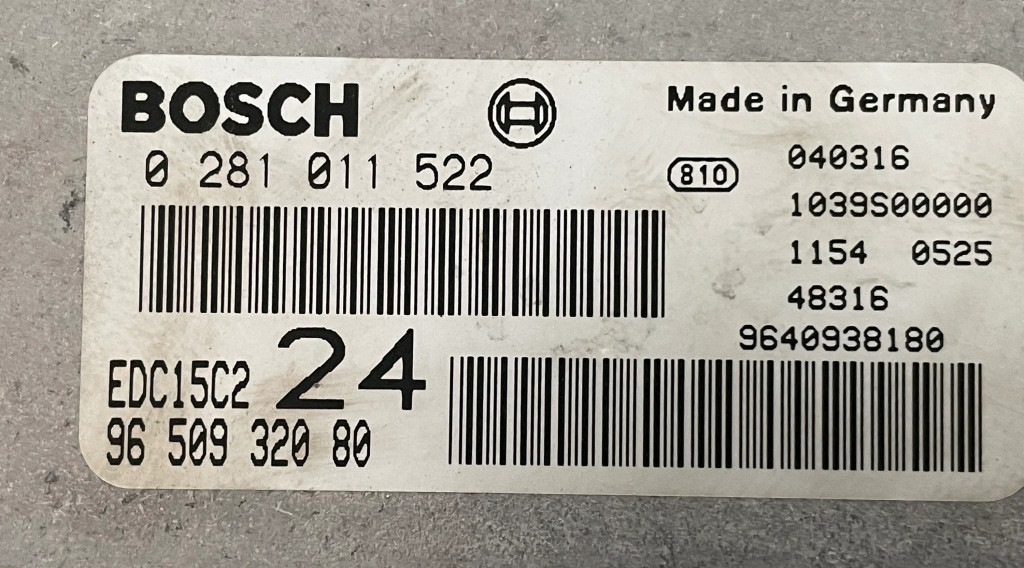 BOSCH
Made in Germany
0 281 011 522
810
040316
1039S00000
1154 0525
48316
9640938180
EDC15C2 24
96 509 320 80